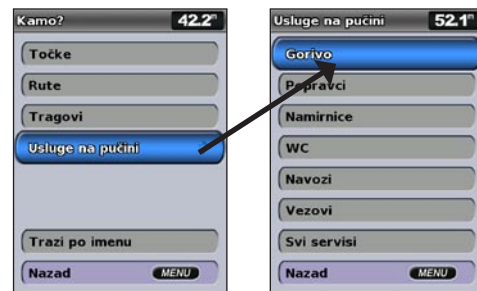 Kamo? 42.2"
Točke
Rute
Tragovi
Usluge na pučini
Trazi po imenu
Nazad MENU
Usluge na pučini 52.1"
Gorivo
Popravci
Namirnice
WC
Navozi
Vezovi
Svi servisi
Nazad MENU